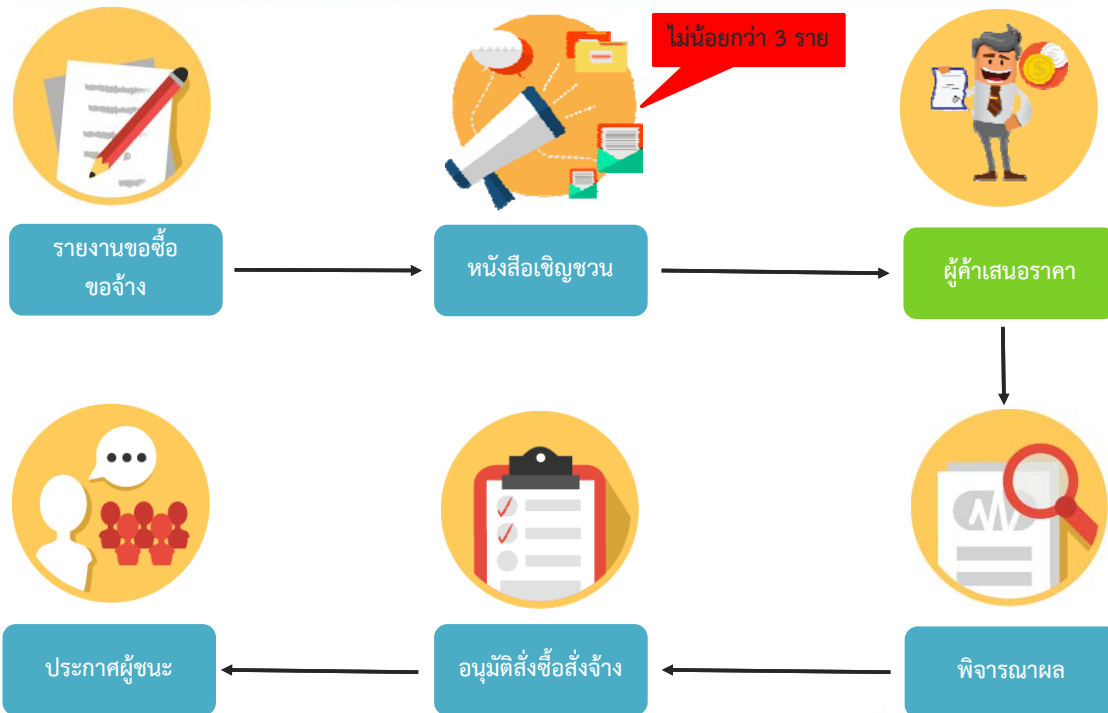 ไม่น้อยกว่า 3 ราย
รายงานขอซื้อ
ขอจ้าง
หนังสือเชิญชวน
ผู้ค้าเสนอราคา
พิจารณาผล
อนุมัติสั่งซื้อสั่งจ้าง
ประกาศผู้ชนะ